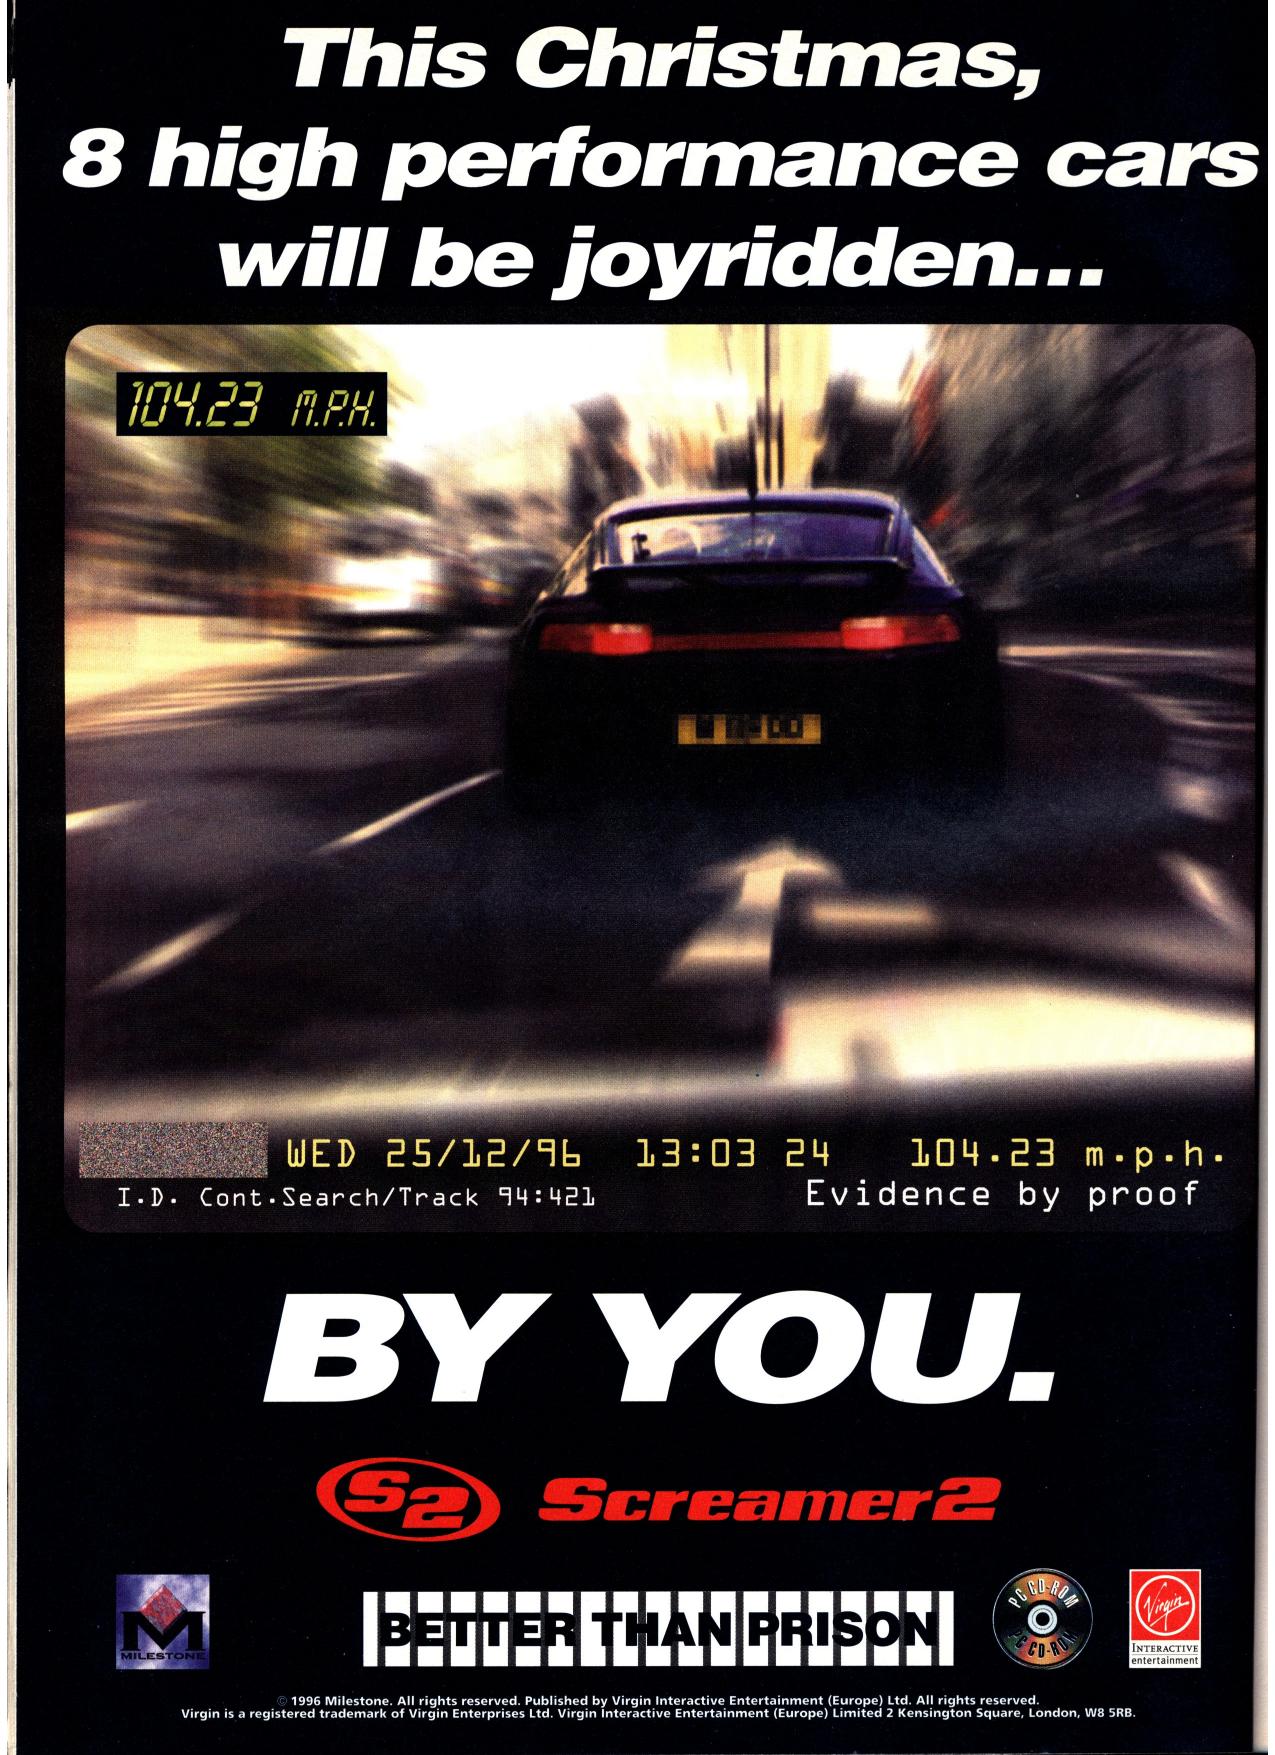 This Christmas,
8 high performance cars
will be joyridden...
104.23 M.P.H.
WED 25/12/96 13:03 24 104.23 m.p.h.
I.D. Cont.Search/Track 94:421 Evidence by proof
BY YOU.
S2 Screamer2
M
MILESTONE
BETTER THAN PRISON
PC CD-ROM
PC CD-ROM
Virgin
INTERACTIVE
entertainment
© 1996 Milestone. All rights reserved. Published by Virgin Interactive Entertainment (Europe) Ltd. All rights reserved.
Virgin is a registered trademark of Virgin Enterprises Ltd. Virgin Interactive Entertainment (Europe) Limited 2 Kensington Square, London, W8 5RB.